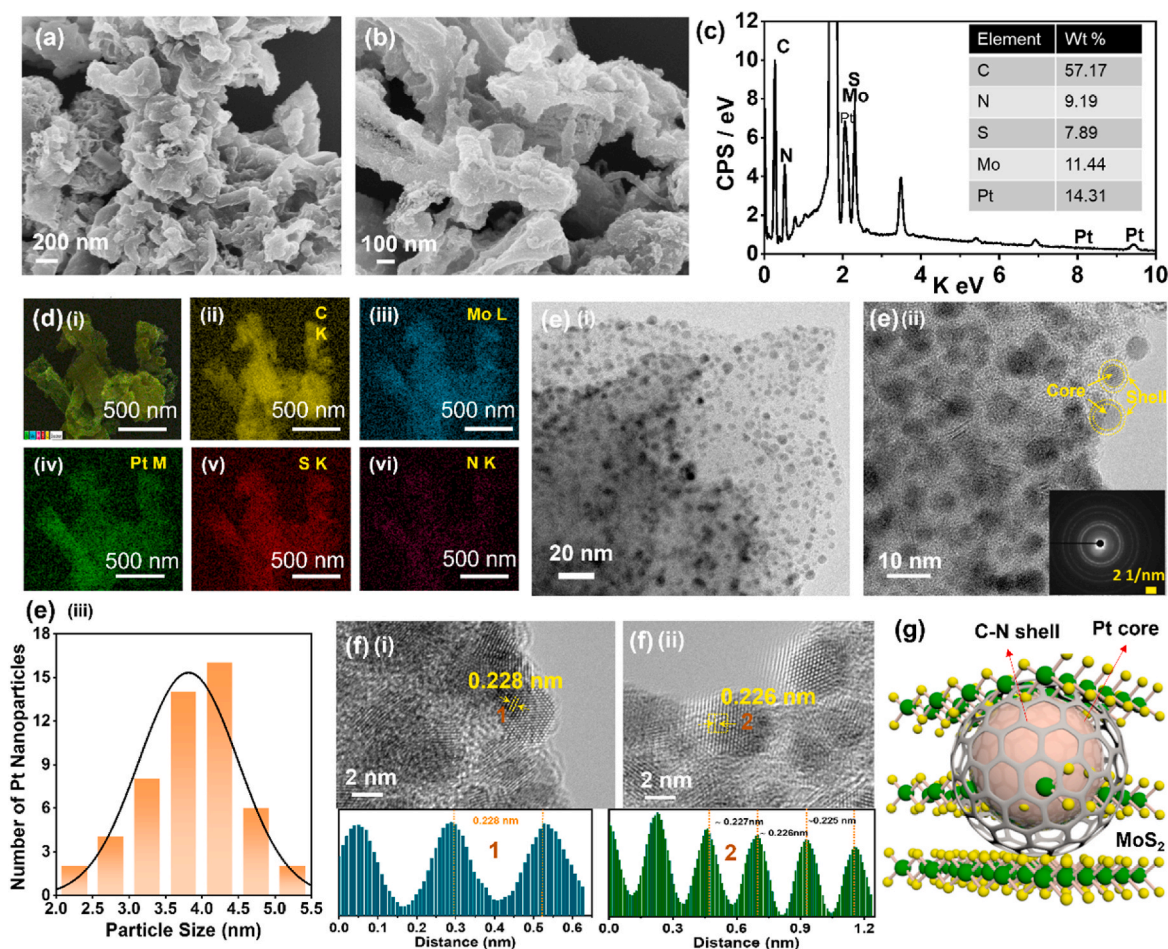 (a)
200 nm
(b)
100 nm
(c)
CPS / eV
12
10
8
6
4
2
0
C
N
S
Mo
Pt
Pt
Pt
0 2 4 6 8 10
K eV
Element Wt %
C 57.17
N 9.19
S 7.89
Mo 11.44
Pt 14.31
(d) (i)
500 nm
(ii)
C
K
500 nm
(iii)
Mo L
500 nm
(iv)
Pt M
500 nm
(v)
S K
500 nm
(vi)
N K
500 nm
(e) (i)
20 nm
(e) (ii)
Core
Shell
10 nm
2 1/nm
(e) (iii)
Number of Pt Nanoparticles
18
15
12
9
6
3
0
2.0 2.5 3.0 3.5 4.0 4.5 5.0 5.5
Particle Size (nm)
(f) (i)
0.228 nm
1
2 nm
0.228 nm
1
0.0 0.1 0.2 0.3 0.4 0.5 0.6
Distance (nm)
(f) (ii)
0.226 nm
2
2 nm
~ 0.227nm
~ 0.226nm
~0.225 nm
2
0.0 0.3 0.6 0.9 1.2
Distance (nm)
(g)
C-N shell
Pt core
MoS2